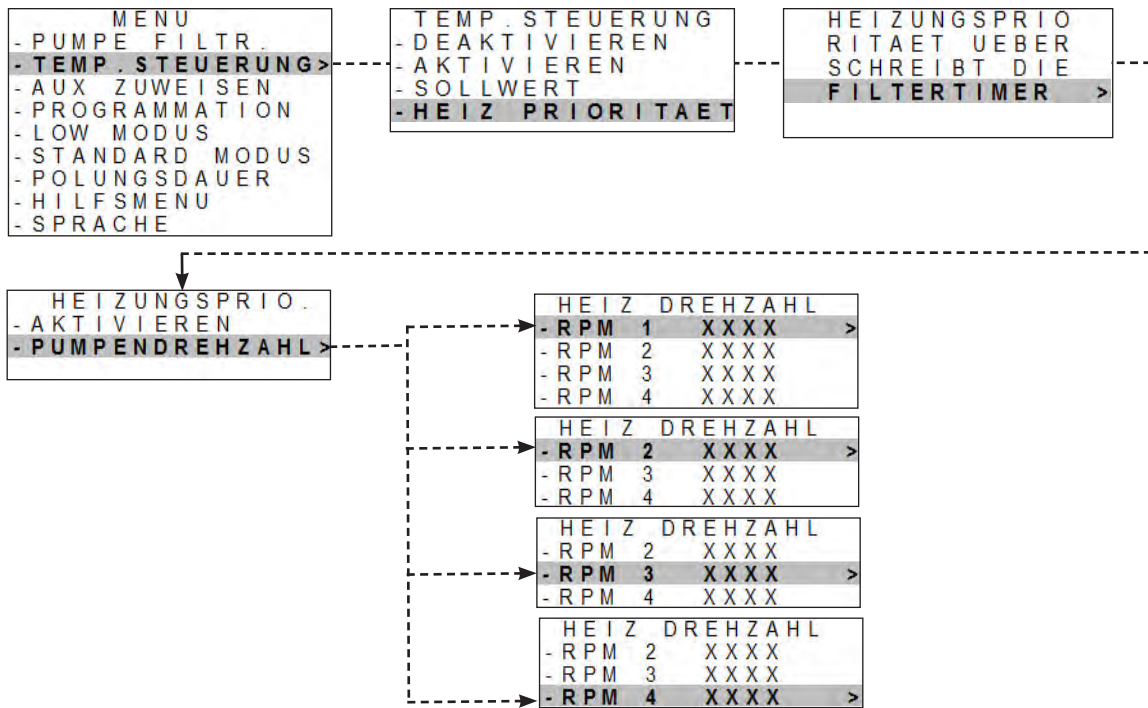 MENU
- PUMPE FILTR.
- TEMP.STEUERUNG>
- AUX ZUWEISEN
- PROGRAMMATION
- LOW MODUS
- STANDARD MODUS
- POLUNGSDAUER
- HILFSMENU
- SPRACHE
TEMP.STEUERUNG
- DEAKTIVIEREN
- AKTIVIEREN
- SOLLWERT
- HEIZ PRIORITAET
HEIZUNGSPRIO
RITAET UEBER
SCHREIBT DIE
FILTERTIMER >
HEIZUNGSPRIO.
- AKTIVIEREN
- PUMPENDREHZAHL>
HEIZ DREHZAHL
- RPM 1 XXXX >
- RPM 2 XXXX
- RPM 3 XXXX
- RPM 4 XXXX
HEIZ DREHZAHL
- RPM 2 XXXX >
- RPM 3 XXXX
- RPM 4 XXXX
HEIZ DREHZAHL
- RPM 2 XXXX
- RPM 3 XXXX >
- RPM 4 XXXX
HEIZ DREHZAHL
- RPM 2 XXXX
- RPM 3 XXXX
- RPM 4 XXXX >